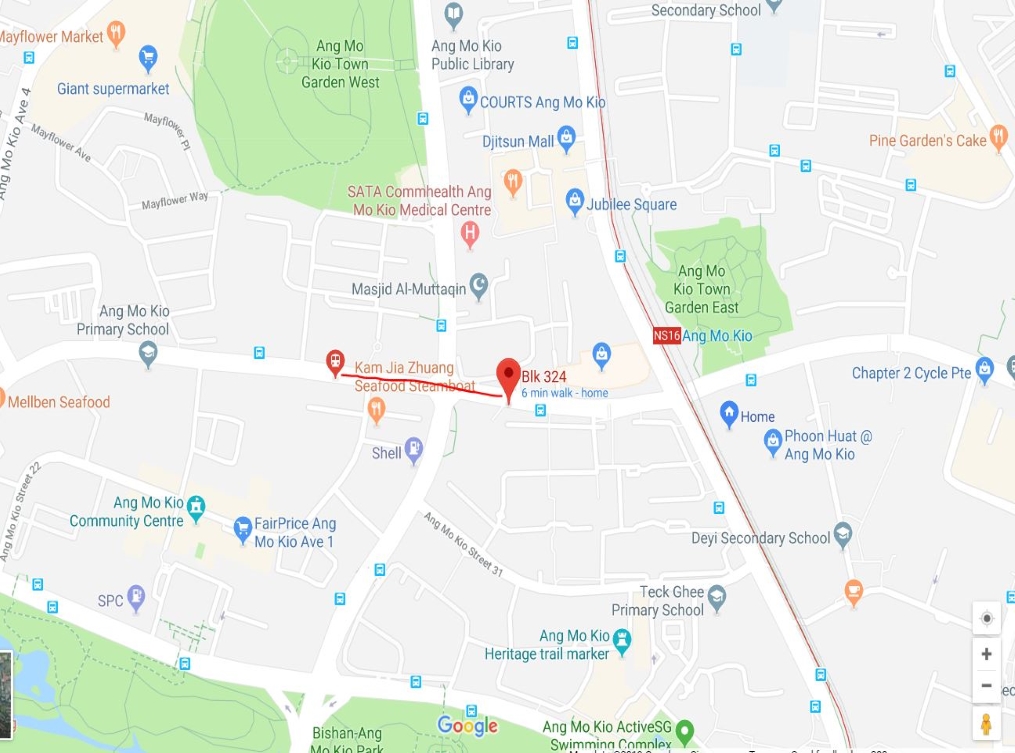 Secondary School
Mayflower Market
Giant supermarket
Ang Mo
Kio Town
Garden West
Ang Mo Kio
Public Library
COURTS Ang Mo Kio
Djitsun Mall
Pine Garden's Cake
Ang Mo Kio Ave 4
Mayflower Ave
Mayflower Pl
Mayflower Way
SATA Commhealth Ang
Mo Kio Medical Centre
H
Jubilee Square
Masjid Al-Muttaqin
Ang Mo
Kio Town
Garden East
Ang Mo Kio
Primary School
NS16 Ang Mo Kio
Kam Jia Zhuang
Seafood Steamboat
Blk 324
6 min walk - home
Chapter 2 Cycle Pte
Mellben Seafood
Home
Phoon Huat @
Ang Mo Kio
Shell
Ang Mo Kio Street 22
Ang Mo Kio
Community Centre
FairPrice Ang
Mo Kio Ave 1
Ang Mo Kio Street 31
Deyi Secondary School
SPC
Teck Ghee
Primary School
Ang Mo Kio
Heritage trail marker
Google
Bishan-Ang
Mo Kio Park
Ang Mo Kio ActiveSG
Swimming Complex